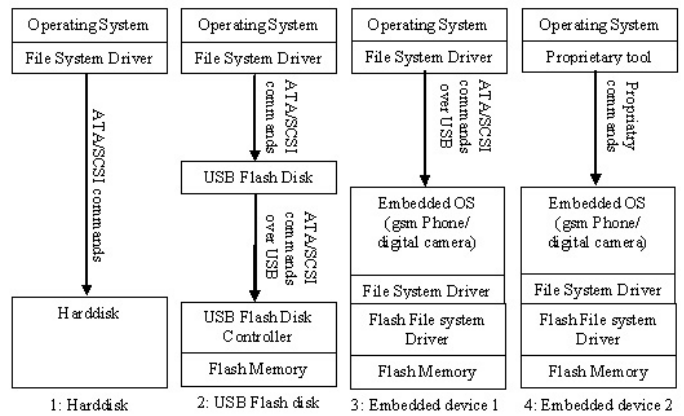 Operating System
File System Driver
ATA/SCSI commands
Harddisk
1: Harddisk
Operating System
File System Driver
ATA/SCSI
commands
USB Flash Disk
ATA/SCSI
commands
over USB
USB Flash Disk
Controller
Flash Memory
2: USB Flash disk
Operating System
File System Driver
ATA/SCSI
commands
over USB
Embedded OS
(gsm Phone/
digital camera)
File System Driver
Flash File system
Driver
Flash Memory
3: Embedded device 1
Operating System
Proprietary tool
Propriatry
commands
Embedded OS
(gsm Phone/
digital camera)
File System Driver
Flash File system
Driver
Flash Memory
4: Embedded device 2